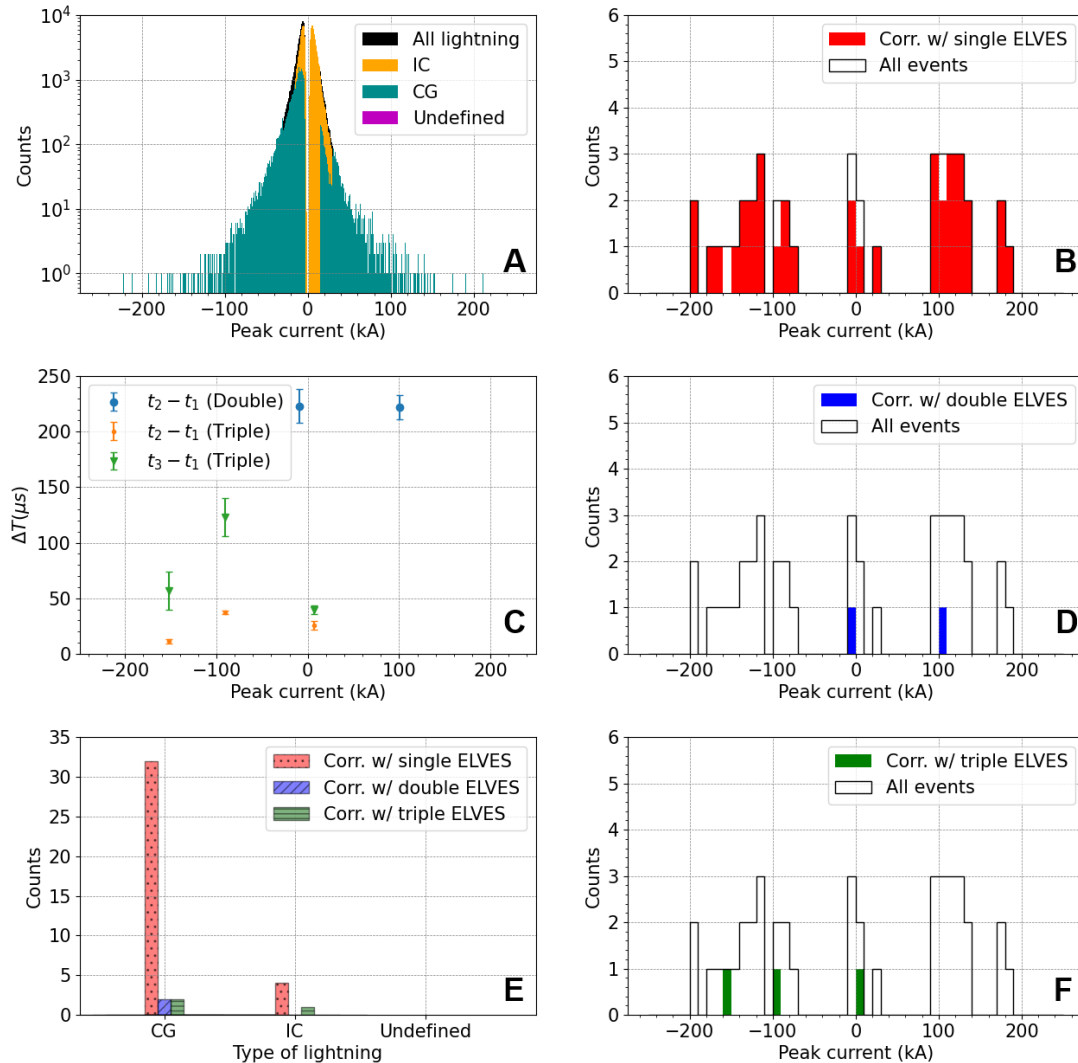 10^4
10^3
10^2
10^1
10^0
Counts
All lightning
IC
CG
Undefined
A
−200 −100 0 100 200
Peak current (kA)
6
5
4
3
2
1
0
Counts
Corr. w/ single ELVES
All events
B
−200 −100 0 100 200
Peak current (kA)
250
200
150
100
50
0
ΔT(μs)
t₂ − t₁ (Double)
t₂ − t₁ (Triple)
t₃ − t₁ (Triple)
C
−200 −100 0 100 200
Peak current (kA)
6
5
4
3
2
1
0
Counts
Corr. w/ double ELVES
All events
D
−200 −100 0 100 200
Peak current (kA)
35
30
25
20
15
10
5
0
Counts
Corr. w/ single ELVES
Corr. w/ double ELVES
Corr. w/ triple ELVES
E
CG IC Undefined
Type of lightning
6
5
4
3
2
1
0
Counts
Corr. w/ triple ELVES
All events
F
−200 −100 0 100 200
Peak current (kA)